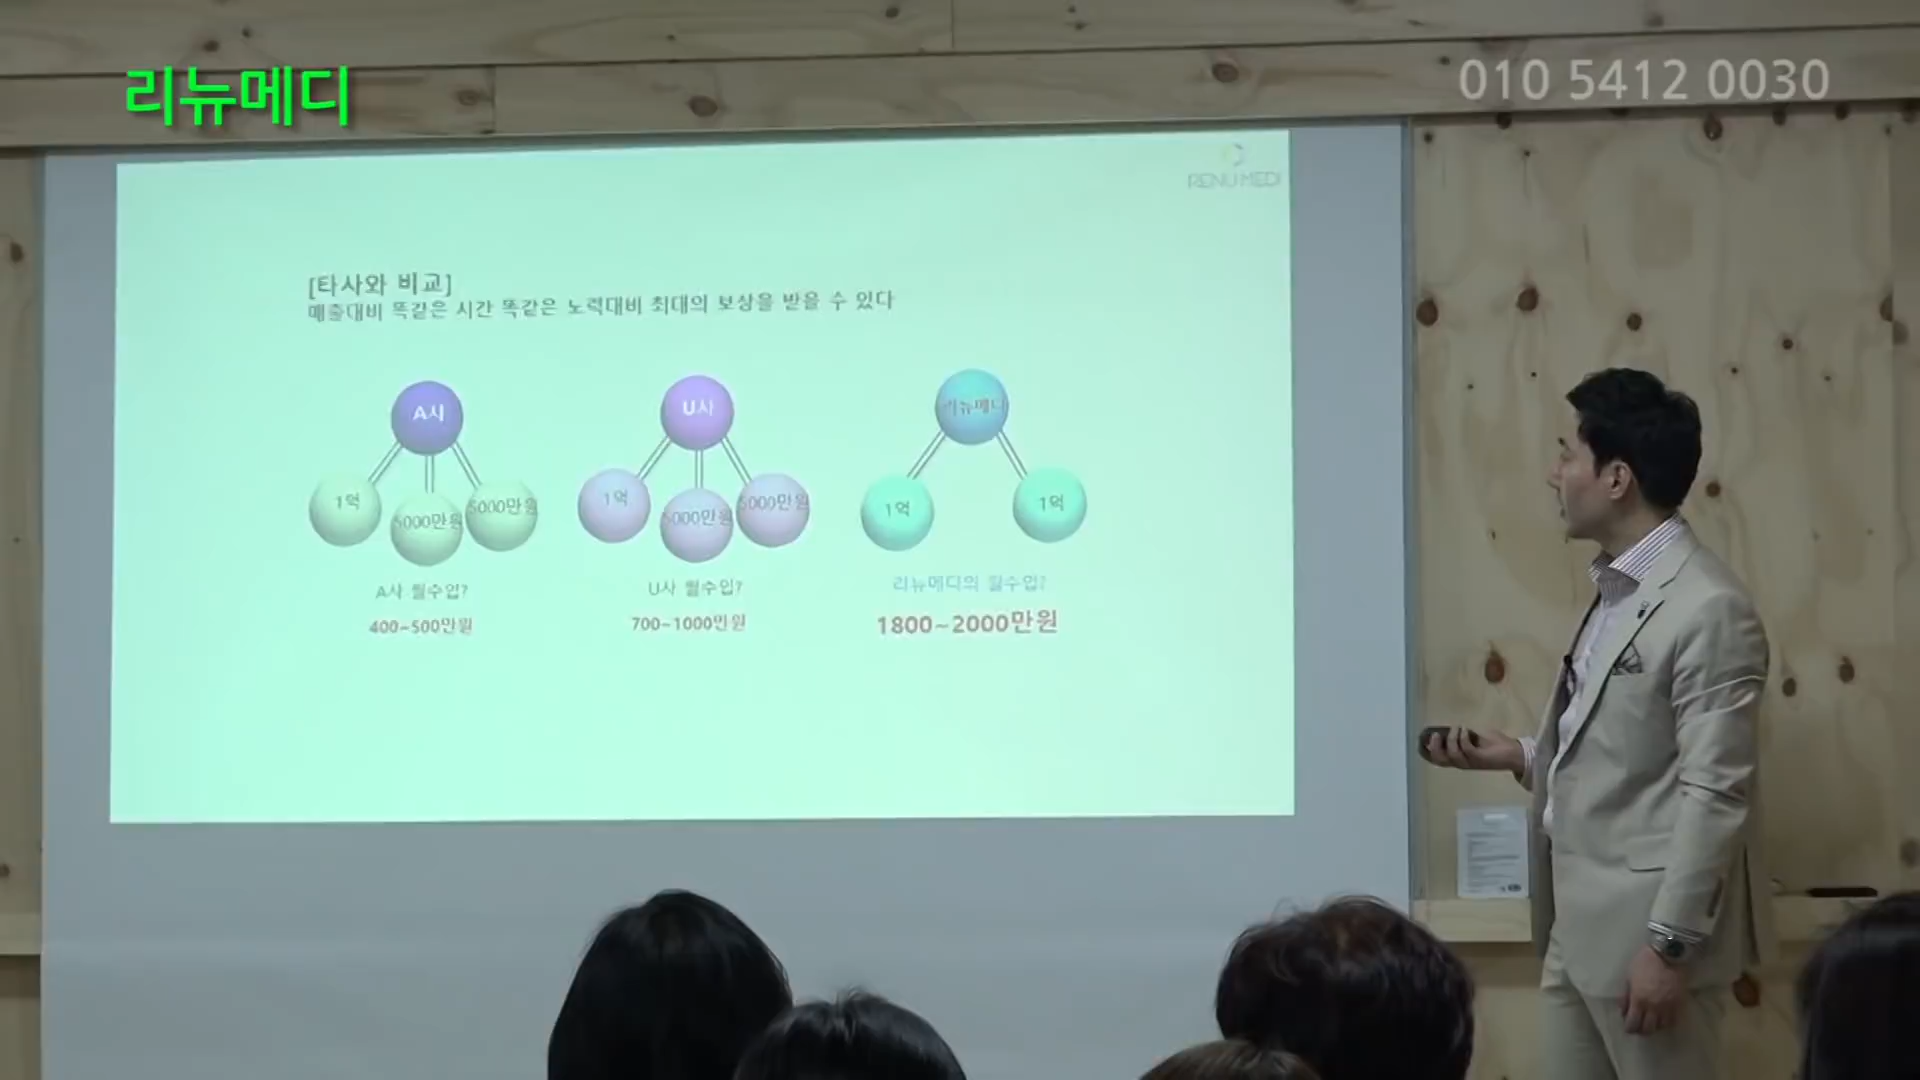 리뉴메디
010 5412 0030
RENU MEDI
[타사와 비교]
매출대비 똑같은 시간 똑같은 노력대비 최대의 보상을 받을 수 있다
A사
U사
리뉴메디
1억
5000만원
5000만원
1억
5000만원
5000만원
1억
1억
A사 월수입?
U사 월수입?
리뉴메디의 월수입?
400~500만원
700~1000만원
1800~2000만원